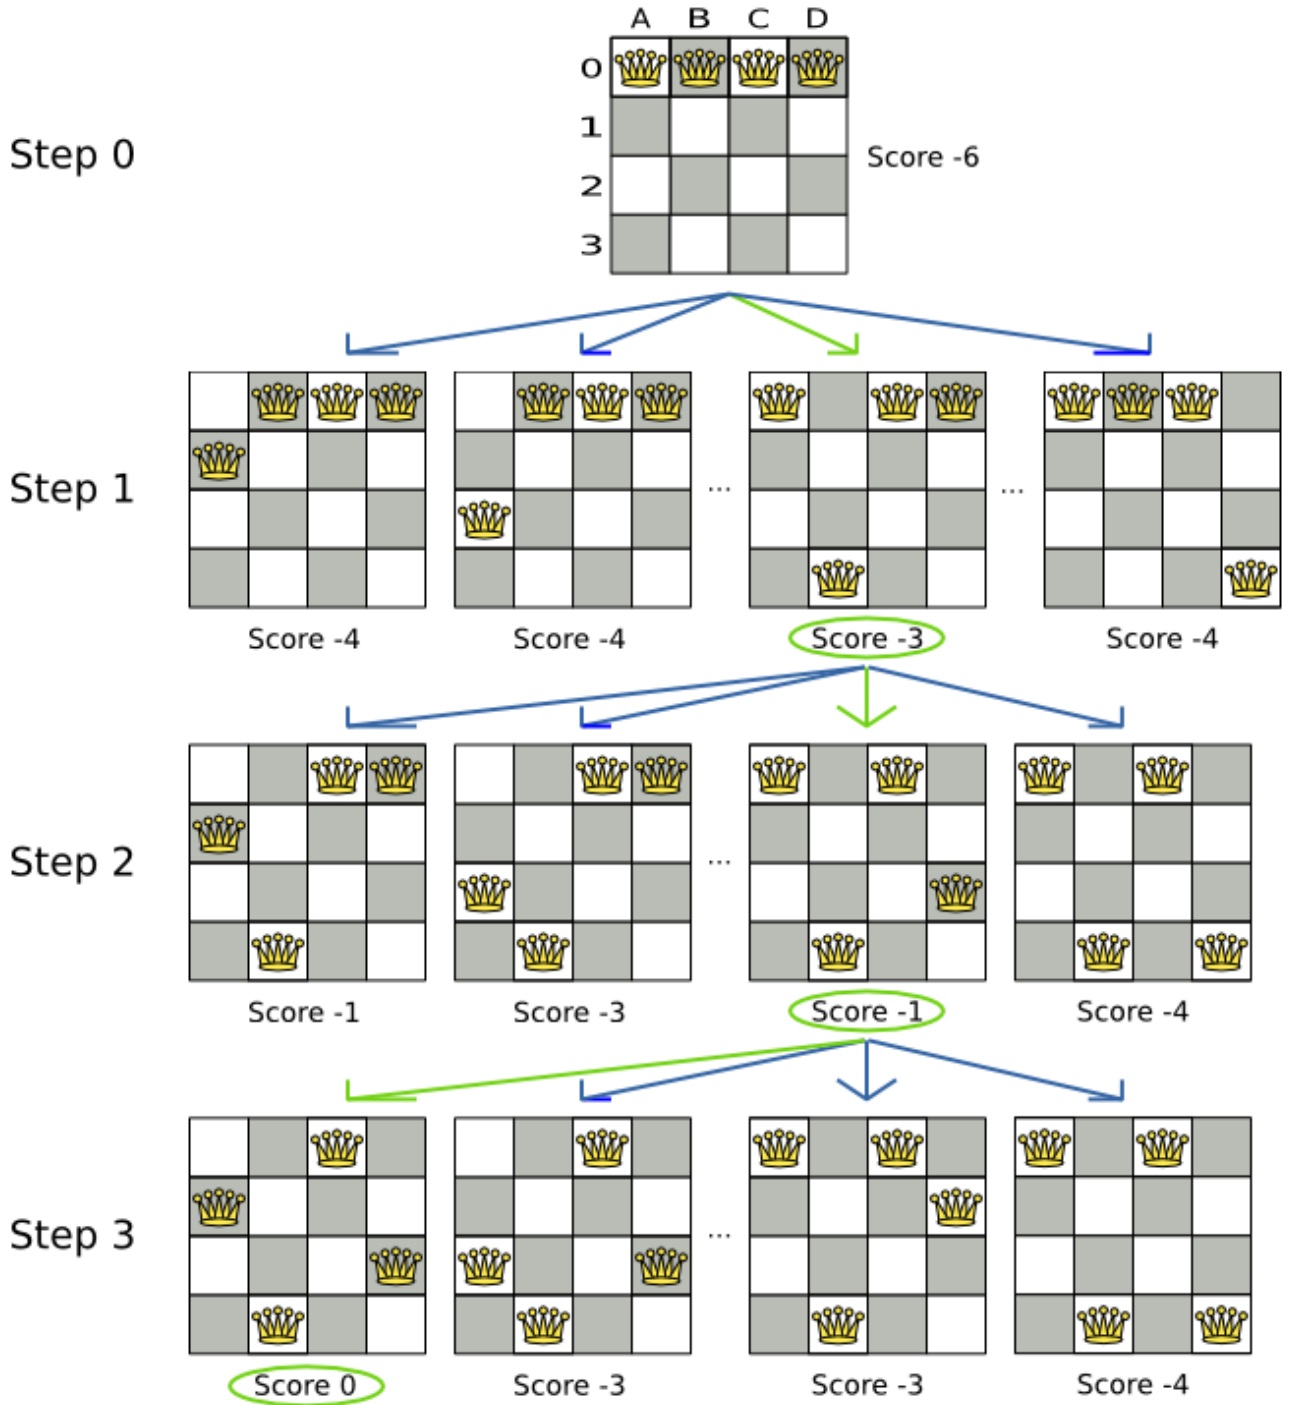 A B C D
0
1
2
3
Step 0
Score -6
...
...
Step 1
Score -4 Score -4 Score -3 Score -4
...
Step 2
Score -1 Score -3 Score -1 Score -4
...
Step 3
Score 0 Score -3 Score -3 Score -4